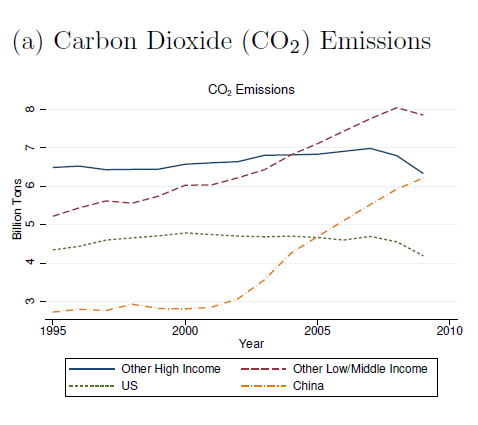 (a) Carbon Dioxide (CO₂) Emissions
CO₂ Emissions
8
7
6
5
4
3
Billion Tons
1995 2000 2005 2010
Year
Other High Income Other Low/Middle Income
US China